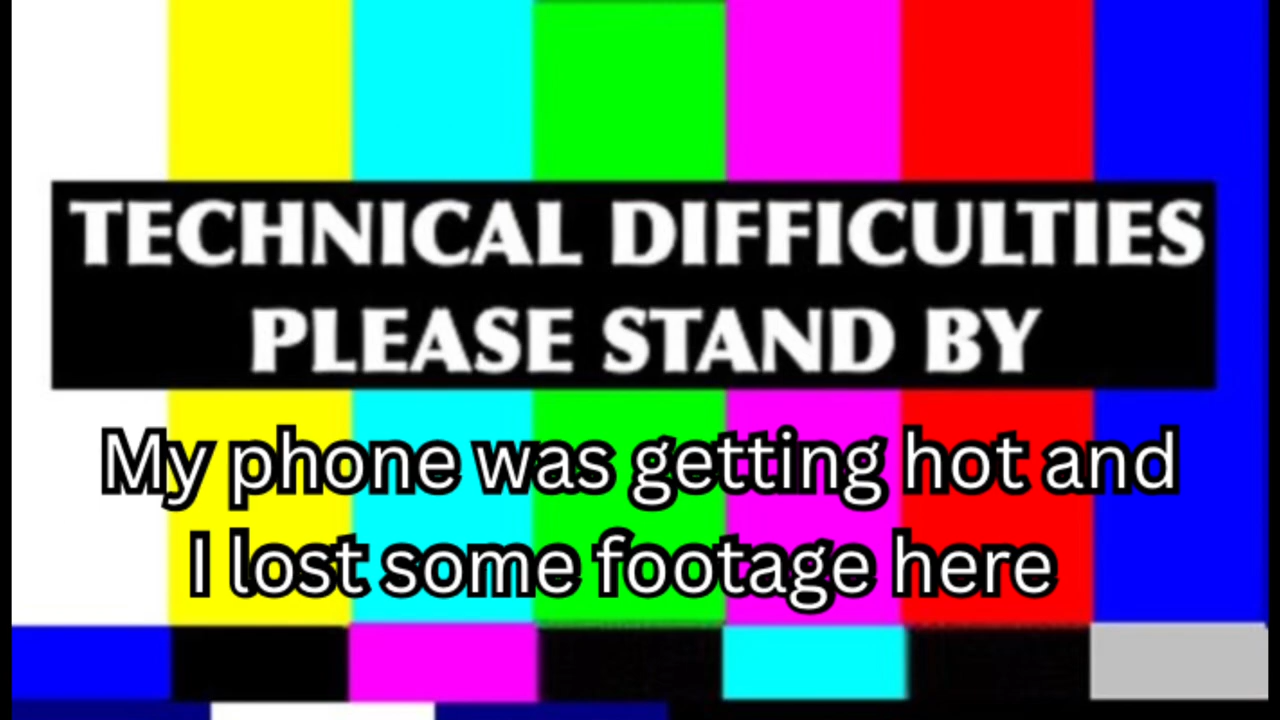 TECHNICAL DIFFICULTIES
PLEASE STAND BY
My phone was getting hot and
I lost some footage here